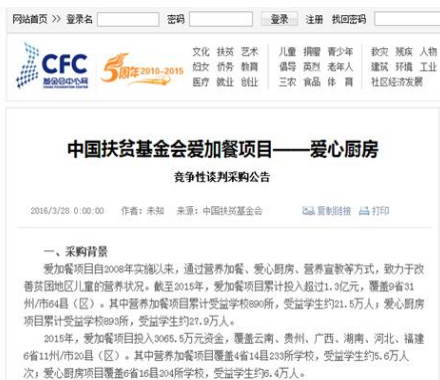 网站首页 >> 登录名 密码 登录 注册 找回密码
CFC 基金会中心网 5周年2010-2015
文化 扶贫 艺术 儿童 捐赠 青少年 救灾 残疾 人物
妇女 侨务 教育 倡导 英烈 老年人 建筑 环境 工业
医疗 就业 创业 三农 食品 体 育 社区经济发展
中国扶贫基金会爱加餐项目——爱心厨房
竞争性谈判采购公告
2016/3/28 0:00:00 作者：未知 来源：中国扶贫基金会 复制链接 打印
一、采购背景
爱加餐项目自2008年实施以来，通过营养加餐、爱心厨房、营养宣教等方式，致力于改
善贫困地区儿童的营养状况。截至2015年，爱加餐项目累计投入超过1.3亿元，覆盖9省31
州/市64县（区）。其中营养加餐项目累计受益学校890所，受益学生约21.5万人；爱心厨房
项目累计受益学校893所，受益学生约27.9万人。
2015年，爱加餐项目投入3065.5万元资金，覆盖云南、贵州、广西、湖南、河北、福建
6省11州/市20县（区）。其中营养加餐项目覆盖4省14县233所学校，受益学生约5.6万人
次；爱心厨房项目覆盖6省16县204所学校，受益学生约6.4万人。